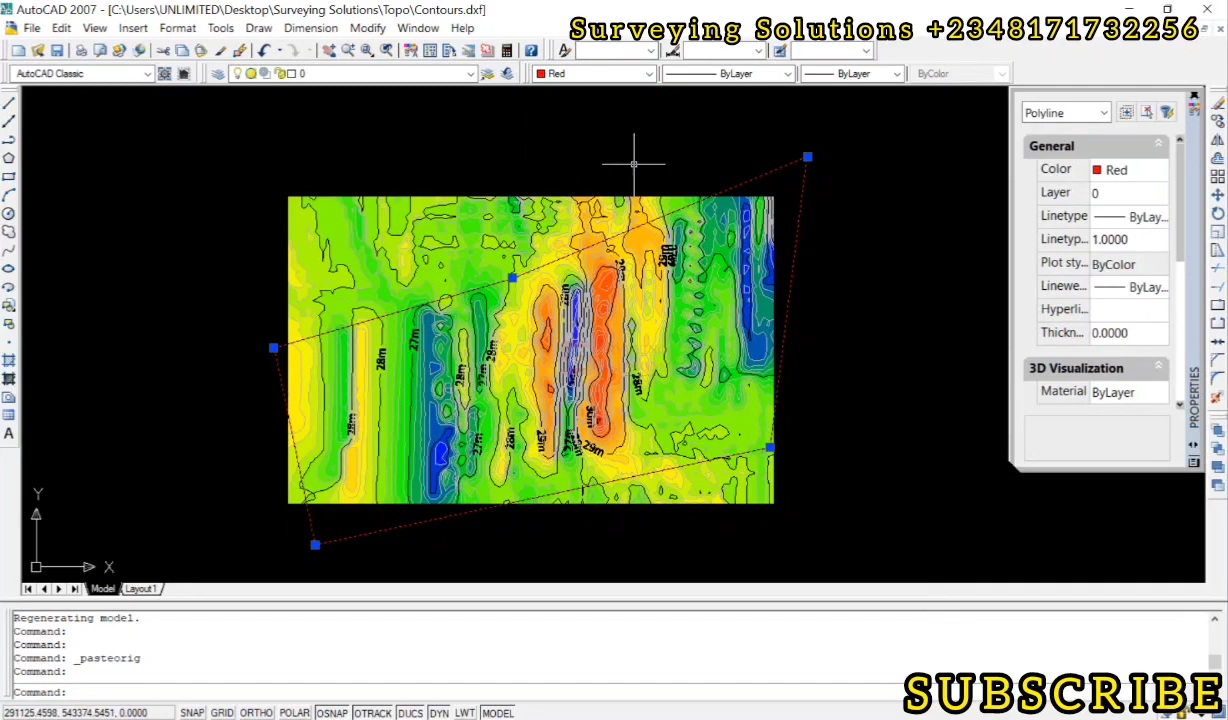 AutoCAD 2007 - [C:\Users\UNLIMITED\Desktop\Surveying Solutions\Topo\Contours.dxf]
Surveying Solutions +2348171732256
File Edit View Insert Format Tools Draw Dimension Modify Window Help
AutoCAD Classic
0
Red
ByLayer
ByLayer
ByColor
Polyline
General
Color Red
Layer 0
Linetype ByLay...
Linetyp... 1.0000
Plot sty... ByColor
Linewe... ByLay...
Hyperli...
Thickn... 0.0000
3D Visualization
Material ByLayer
PROPERTIES
28m
27m
28m
28m
27m
28m
28m
27m
28m
29m
30m
29m
28m
Y
X
Model Layout1
Regenerating model.
Command:
Command:
Command: _pasteorig
Command:
Command:
SUBSCRIBE
291125.4598, 543374.5451, 0.0000
SNAP GRID ORTHO POLAR OSNAP OTRACK DUCS DYN LWT MODEL